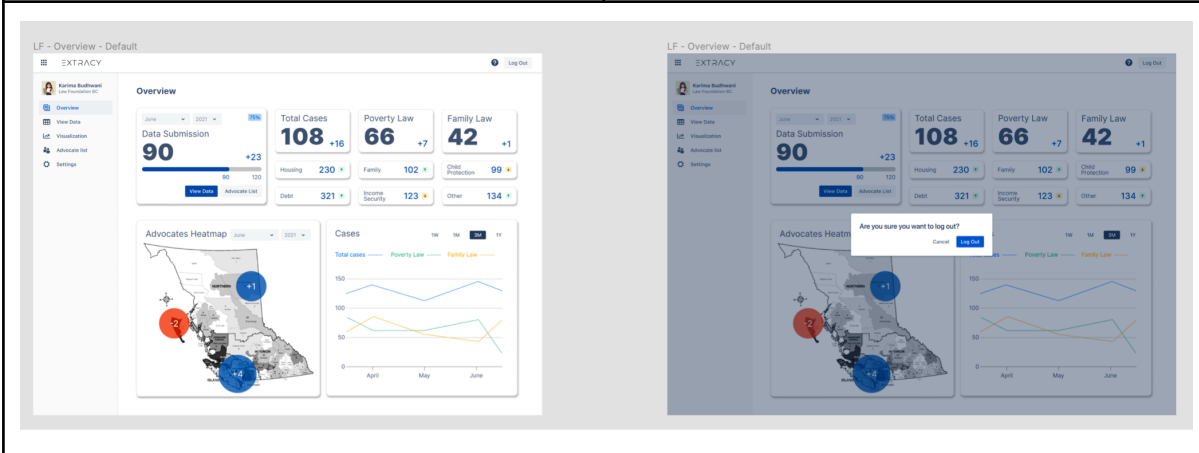 LF - Overview - Default
EXTRACY
Log Out
Karima Budhwani
Law Foundation BC
Overview
View Data
Visualization
Advocate list
Settings
Overview
June 2021 75%
Data Submission
90 +23
90 120
View Data Advocate List
Total Cases
108 +16
Poverty Law
66 +7
Family Law
42 +1
Housing 230
Family 102
Child Protection 99
Debt 321
Income Security 123
Other 134
Advocates Heatmap June 2021
NORTHERN
+1
-2
+4
Cases 1W 1M 3M 1Y
Total cases Poverty Law Family Law
150
100
50
0
April May June
LF - Overview - Default
EXTRACY
Log Out
Karima Budhwani
Law Foundation BC
Overview
View Data
Visualization
Advocate list
Settings
Overview
June 2021 75%
Data Submission
90 +23
90 120
View Data Advocate List
Total Cases
108 +16
Poverty Law
66 +7
Family Law
42 +1
Housing 230
Family 102
Child Protection 99
Debt 321
Income Security 123
Other 134
Are you sure you want to log out?
Cancel Log Out
Advocates Heatm
NORTHERN
+1
-2
+4
1W 1M 3M 1Y
Poverty Law Family Law
150
100
50
0
April May June